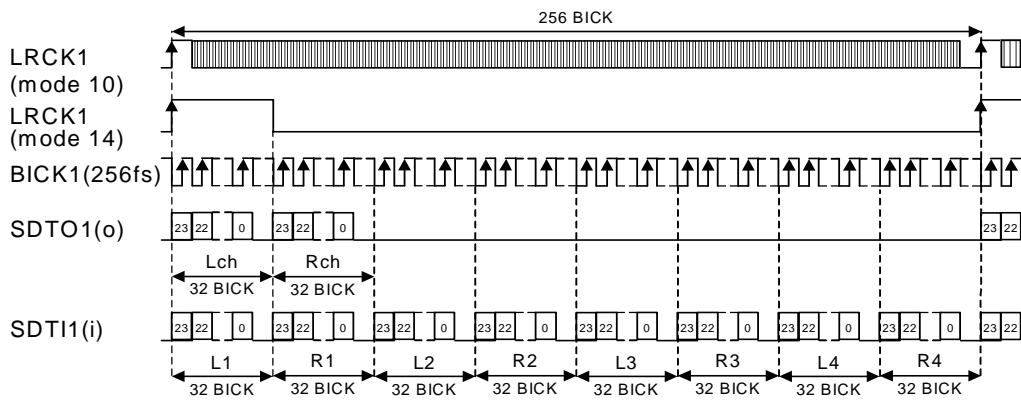 256 BICK
LRCK1
(mode 10)
LRCK1
(mode 14)
BICK1(256fs)
SDTO1(o)
23 22 0 23 22 0 23 22
Lch Rch
32 BICK 32 BICK
SDTI1(i)
23 22 0 23 22 0 23 22 0 23 22 0 23 22 0 23 22 0 23 22 0 23 22 0 23 22
L1 R1 L2 R2 L3 R3 L4 R4
32 BICK 32 BICK 32 BICK 32 BICK 32 BICK 32 BICK 32 BICK 32 BICK